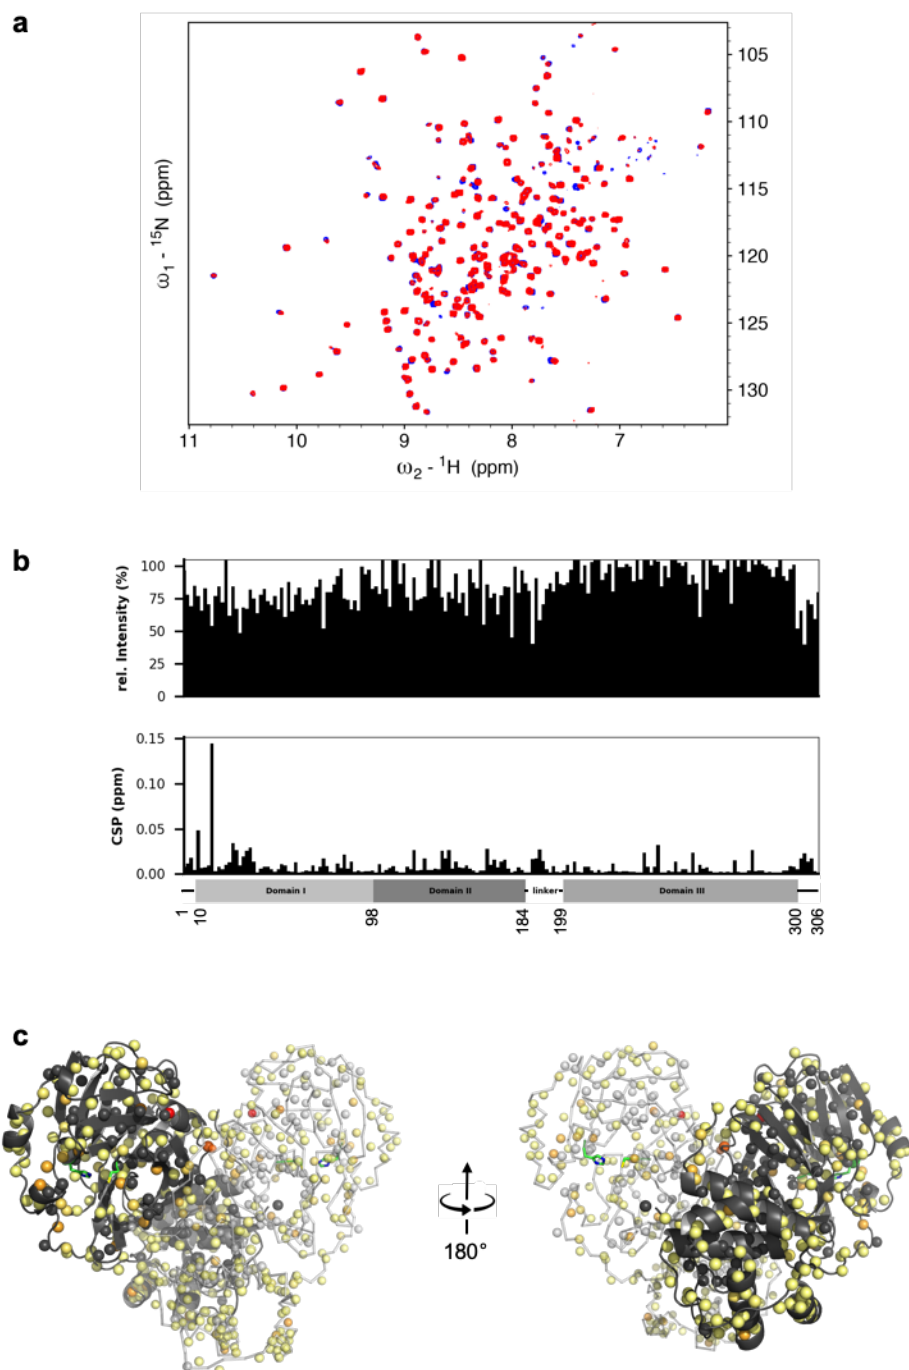 a
105
110
115
120
125
130
ω₁ - ¹⁵N (ppm)
11 10 9 8 7
ω₂ - ¹H (ppm)
b
100
75
50
25
0
rel. Intensity (%)
0.15
0.10
0.05
0.00
CSP (ppm)
Domain I Domain II linker Domain III
1 10 98 184 199 300 306
c
180°